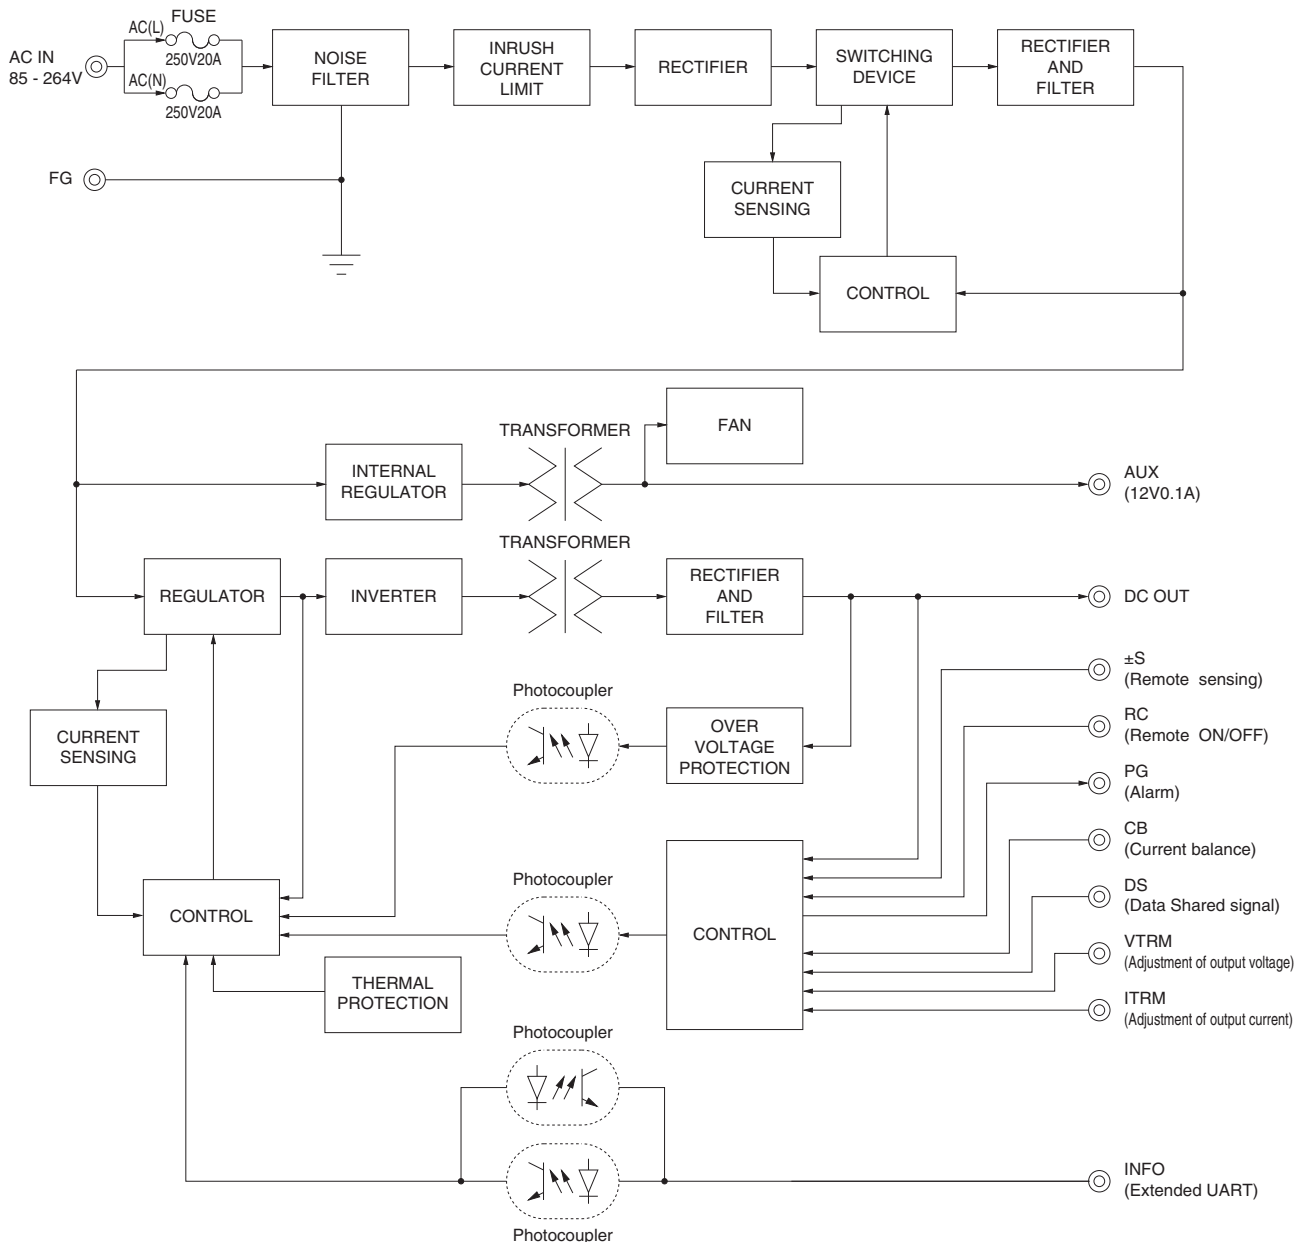 FUSE
AC(L)
250V20A
AC IN
85 - 264V
AC(N)
250V20A
NOISE
FILTER
INRUSH
CURRENT
LIMIT
RECTIFIER
SWITCHING
DEVICE
RECTIFIER
AND
FILTER
FG
CURRENT
SENSING
CONTROL
TRANSFORMER
FAN
INTERNAL
REGULATOR
AUX
(12V0.1A)
TRANSFORMER
REGULATOR
INVERTER
RECTIFIER
AND
FILTER
DC OUT
±S
(Remote sensing)
Photocoupler
CURRENT
SENSING
OVER
VOLTAGE
PROTECTION
RC
(Remote ON/OFF)
PG
(Alarm)
CB
(Current balance)
Photocoupler
CONTROL
CONTROL
DS
(Data Shared signal)
VTRM
(Adjustment of output voltage)
THERMAL
PROTECTION
ITRM
(Adjustment of output current)
Photocoupler
INFO
(Extended UART)
Photocoupler